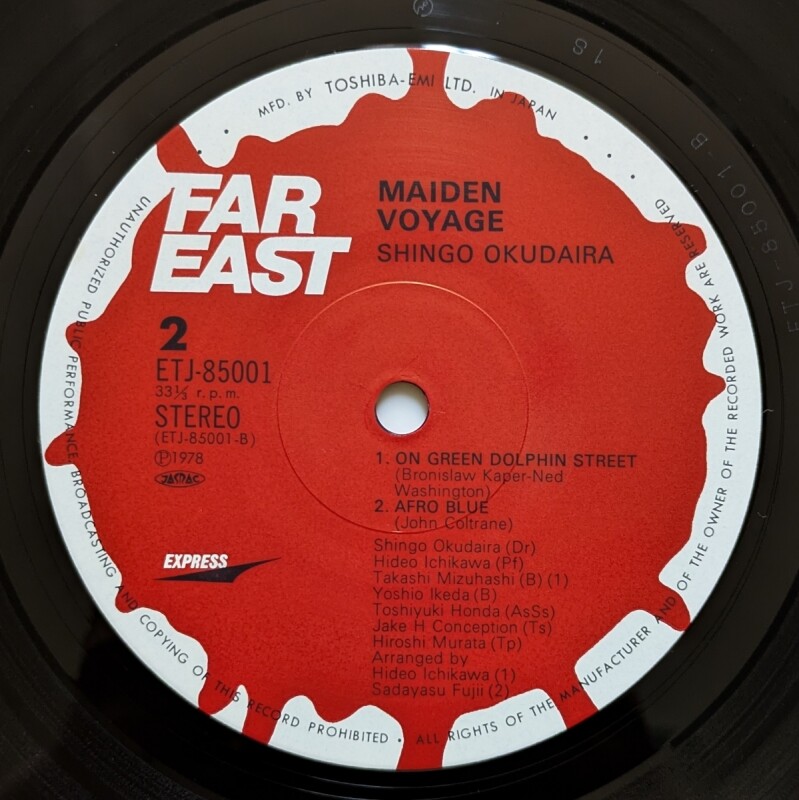 MFD. BY TOSHIBA-EMI LTD. IN JAPAN
FAR
EAST
MAIDEN
VOYAGE
SHINGO OKUDAIRA
2
ETJ-85001
33⅓ r.p.m.
STEREO
(ETJ-85001-B)
Ⓟ1978
JASRAC
EXPRESS
1. ON GREEN DOLPHIN STREET
(Bronislaw Kaper-Ned
Washington)
2. AFRO BLUE
(John Coltrane)
Shingo Okudaira (Dr)
Hideo Ichikawa (Pf)
Takashi Mizuhashi (B) (1)
Yoshio Ikeda (B)
Toshiyuki Honda (AsSs)
Jake H Conception (Ts)
Hiroshi Murata (Tp)
Arranged by
Hideo Ichikawa (1)
Sadayasu Fujii (2)
UNAUTHORIZED PUBLIC PERFORMANCE, BROADCASTING AND COPYING OF THIS RECORD PROHIBITED • ALL RIGHTS OF THE MANUFACTURER AND OF THE OWNER OF THE RECORDED WORK ARE RESERVED
ETJ-85001-B
1S